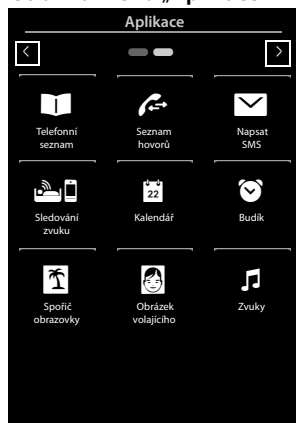 Aplikace
Telefonní
seznam
Seznam
hovorů
Napsat
SMS
22
Sledování
zvuku
Kalendář
Budík
Spořič
obrazovky
Obrázek
volajícího
Zvuky